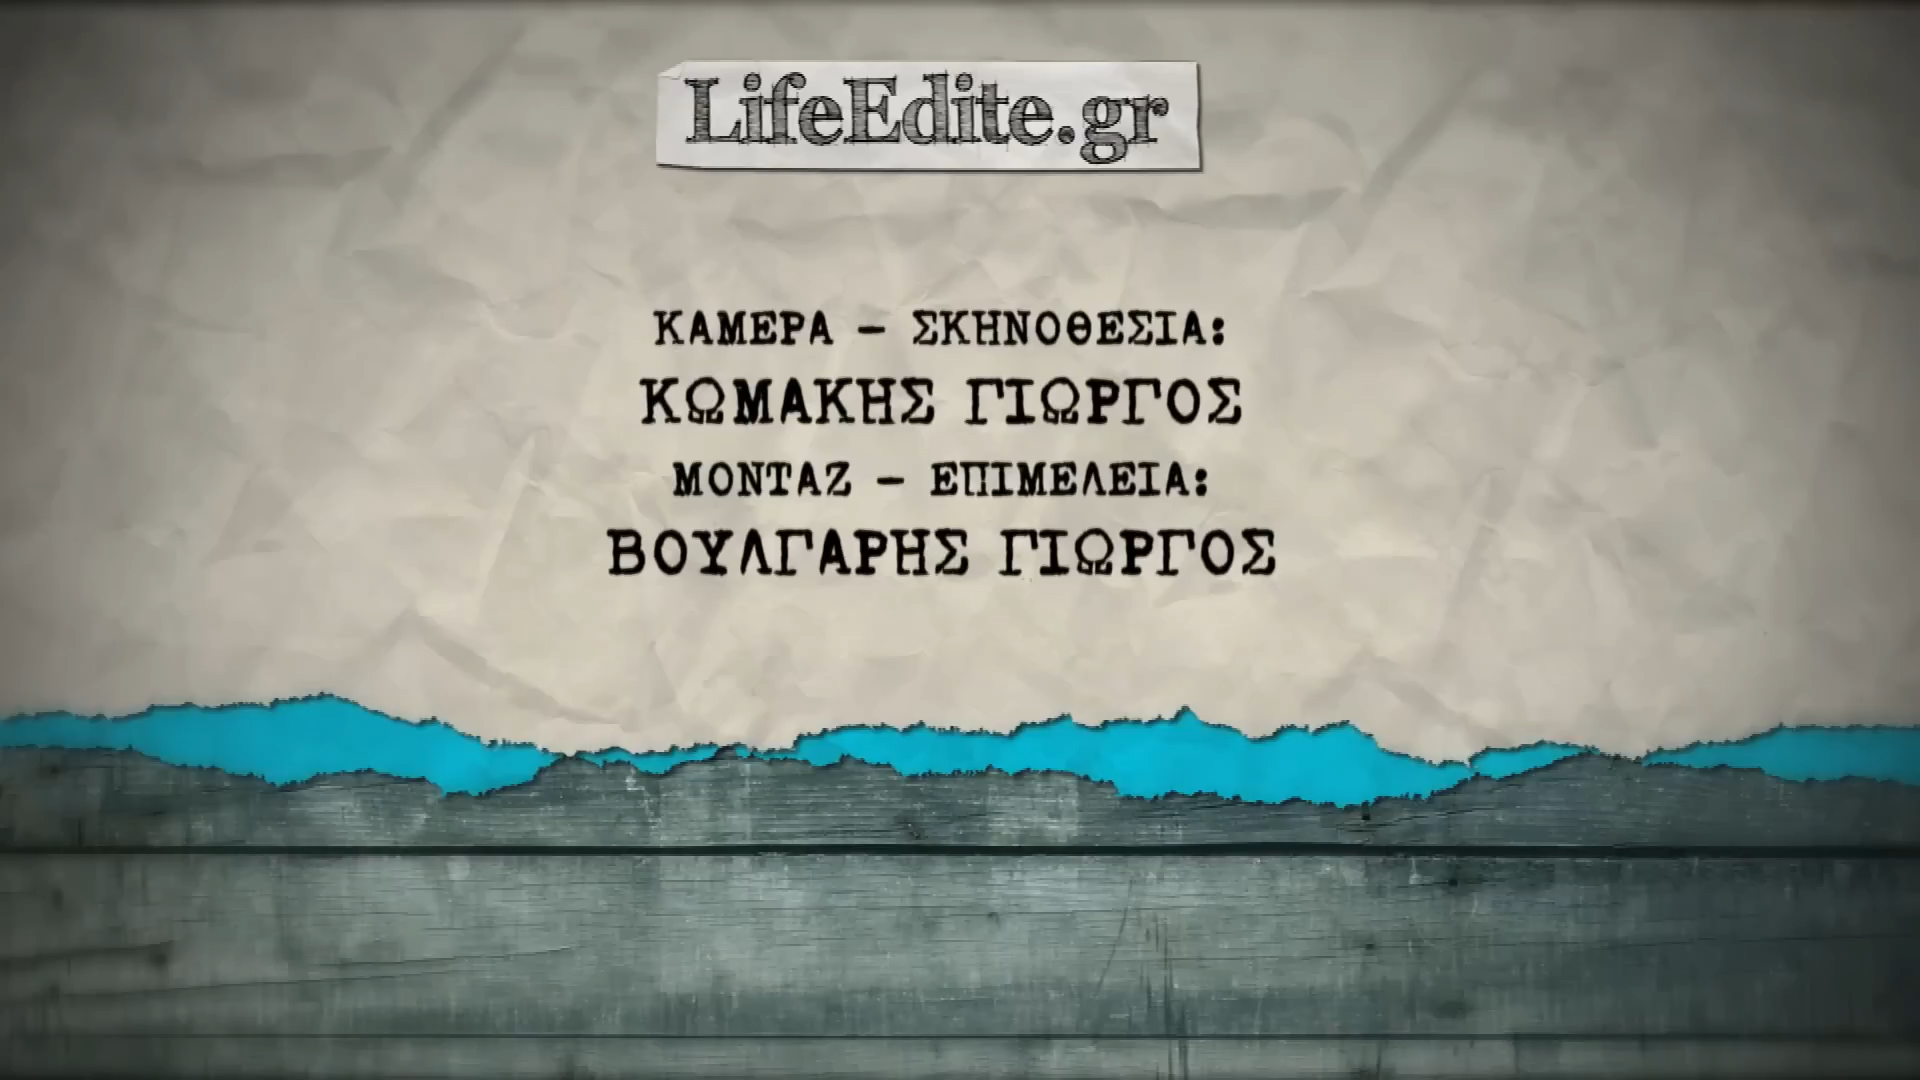 LifeEdite.gr
ΚΑΜΕΡΑ - ΣΚΗΝΟΘΕΣΙΑ:
ΚΩΜΑΚΗΣ ΓΙΩΡΓΟΣ
ΜΟΝΤΑΖ - ΕΠΙΜΕΛΕΙΑ:
ΒΟΥΛΓΑΡΗΣ ΓΙΩΡΓΟΣ